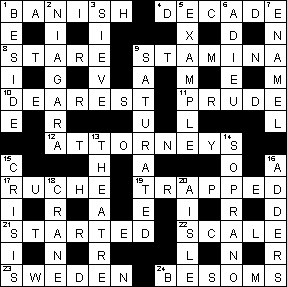 1 B A 2 N I 3 S H 4 D 5 E C 6 A D 7 E
E I I X D N
8 S T A R E 9 S T A M I N A
I G V A M E M
10 D E A R E S T 11 P R U D E
E R U L L
12 A T 13 T O R N E Y 14 S
15 C H A O 16 A
17 R U 18 C H E 19 T R 20 A P P E D
I R A E I R D
21 S T A R T E D 22 S C A L E
I N R L N R
23 S W E D E N 24 B E S O M S